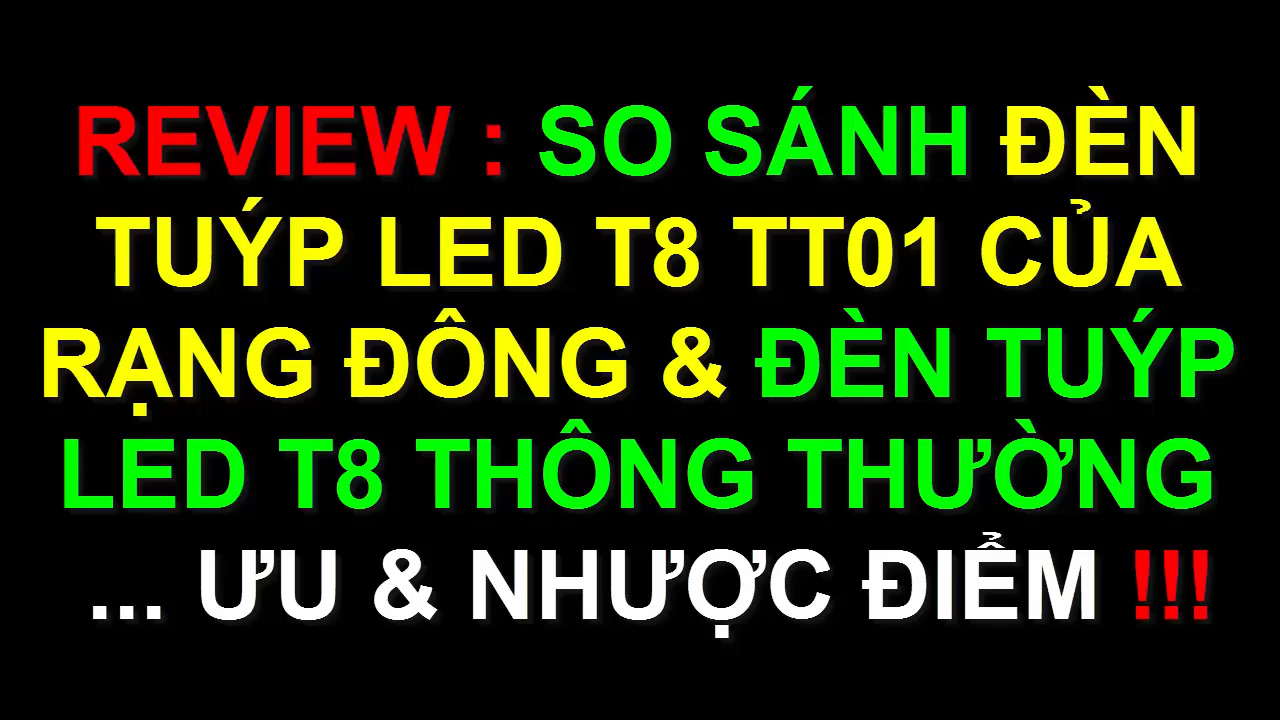 REVIEW : SO SÁNH ĐÈN
TUÝP LED T8 TT01 CỦA
RẠNG ĐÔNG & ĐÈN TUÝP
LED T8 THÔNG THƯỜNG
... ƯU & NHƯỢC ĐIỂM !!!